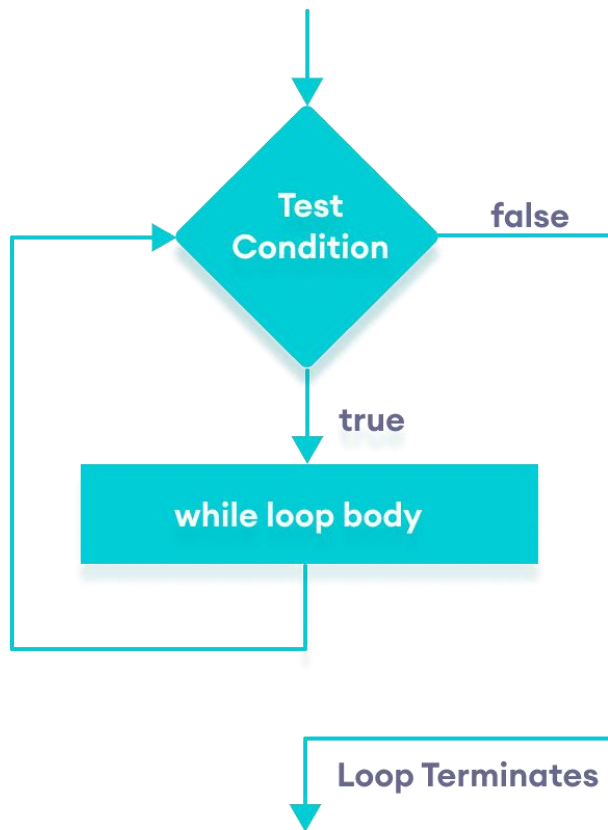 Test
Condition
false
true
while loop body
Loop Terminates